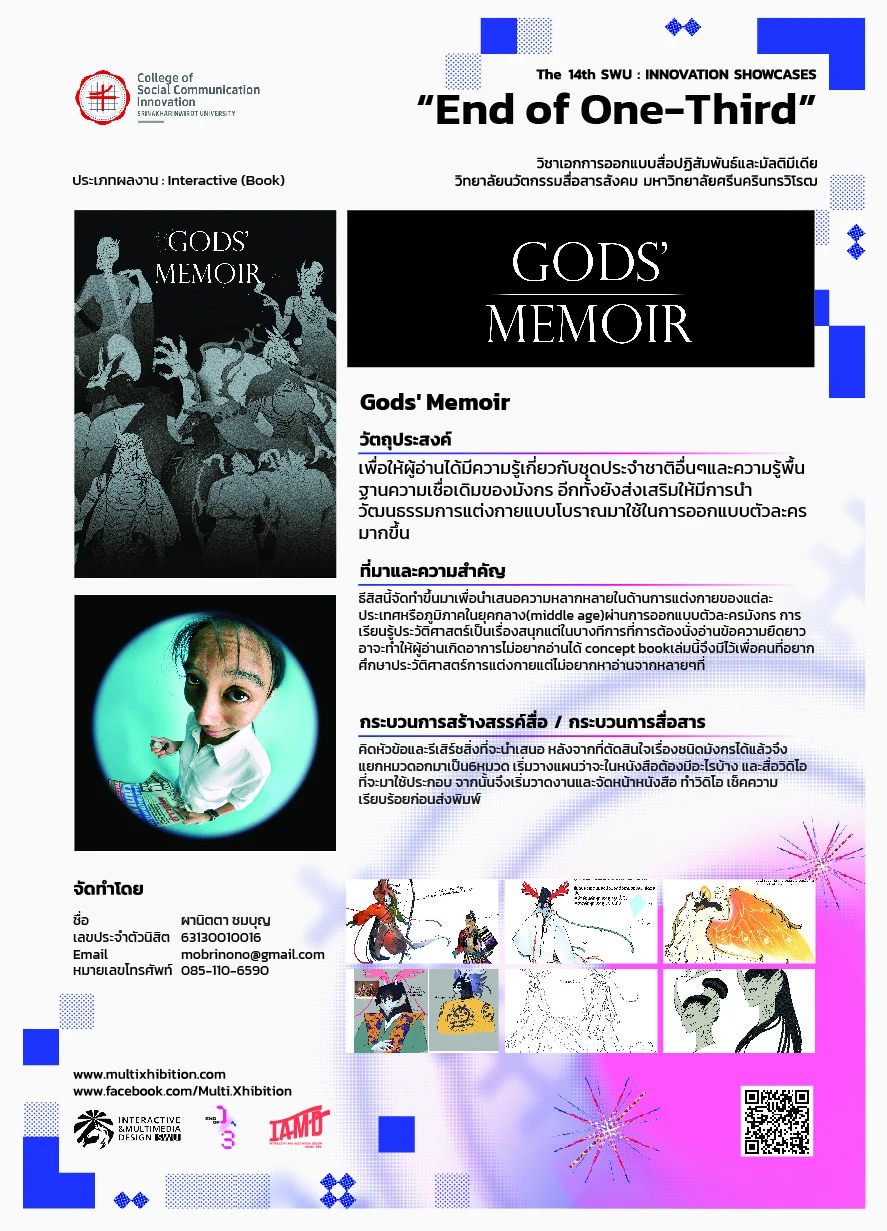 College of
Social Communication
Innovation
SRINAKHARINWIROT UNIVERSITY
The 14th SWU : INNOVATION SHOWCASES
“End of One-Third”
วิชาเอกการออกแบบสื่อปฏิสัมพันธ์และมัลติมีเดีย
วิทยาลัยนวัตกรรมสื่อสารสังคม มหาวิทยาลัยศรีนครินทรวิโรฒ
ประเภทผลงาน : Interactive (Book)
GODS’
MEMOIR
GODS’
MEMOIR
Gods' Memoir
วัตถุประสงค์
เพื่อให้ผู้อ่านได้มีความรู้เกี่ยวกับชุดประจำชาติอื่นๆและความรู้พื้น
ฐานความเชื่อเดิมของมังกร อีกทั้งยังส่งเสริมให้มีการนำ
วัฒนธรรมการแต่งกายแบบโบราณมาใช้ในการออกแบบตัวละคร
มากขึ้น
ที่มาและความสำคัญ
ธีสิสนี้จัดทำขึ้นมาเพื่อนำเสนอความหลากหลายในด้านการแต่งกายของแต่ละ
ประเทศหรือภูมิภาคในยุคกลาง(middle age)ผ่านการออกแบบตัวละครมังกร การ
เรียนรู้ประวัติศาสตร์เป็นเรื่องสนุกแต่ในบางทีการที่การต้องนั่งอ่านข้อความยืดยาว
อาจะทำให้ผู้อ่านเกิดอาการไม่อยากอ่านได้ concept bookเล่มนี้จึงมีไว้เพื่อคนที่อยาก
ศึกษาประวัติศาสตร์การแต่งกายแต่ไม่อยากหาอ่านจากหลายๆที่
กระบวนการสร้างสรรค์สื่อ / กระบวนการสื่อสาร
คิดหัวข้อและรีเสิร์ชสิ่งที่จะนำเสนอ หลังจากที่ตัดสินใจเรื่องชนิดมังกรได้แล้วจึง
แยกหมวดอกมาเป็น6หมวด เริ่มวางแผนว่าจะในหนังสือต้องมีอะไรบ้าง และสื่อวิดิโอ
ที่จะมาใช้ประกอบ จากนั้นจึงเริ่มวาดงานและจัดหน้าหนังสือ ทำวิดิโอ เช็คความ
เรียบร้อยก่อนส่งพิมพ์
จัดทำโดย
ชื่อ ผานิตตา ชมบุญ
เลขประจำตัวนิสิต 63130010016
Email mobrinono@gmail.com
หมายเลขโทรศัพท์ 085-110-6590
www.multixhibition.com
www.facebook.com/Multi.Xhibition
INTERACTIVE
&MULTIMEDIA
DESIGN SWU
END
OF
1
3
IAMD